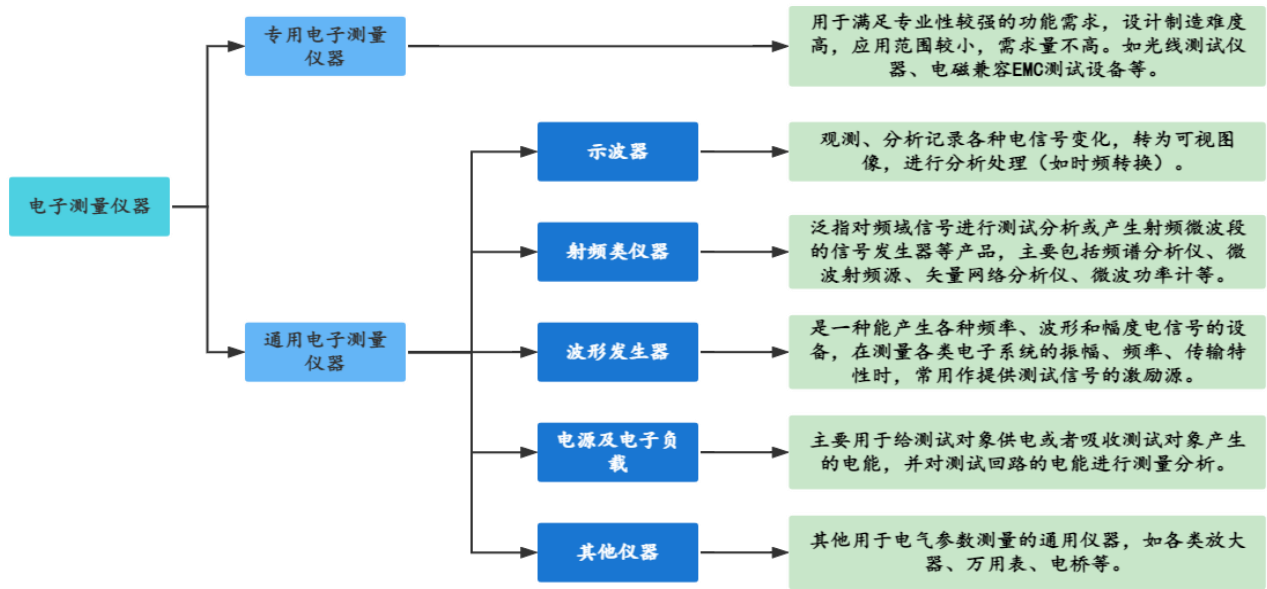 电子测量仪器
专用电子测量
仪器
用于满足专业性较强的功能需求，设计制造难度
高，应用范围较小，需求量不高。如光线测试仪
器、电磁兼容EMC测试设备等。
通用电子测量
仪器
示波器
观测、分析记录各种电信号变化，转为可视图
像，进行分析处理（如时频转换）。
射频类仪器
泛指对频域信号进行测试分析或产生射频微波段
的信号发生器等产品，主要包括频谱分析仪、微
波射频源、矢量网络分析仪、微波功率计等。
波形发生器
是一种能产生各种频率、波形和幅度电信号的设
备，在测量各类电子系统的振幅、频率、传输特
性时，常用作提供测试信号的激励源。
电源及电子负
载
主要用于给测试对象供电或者吸收测试对象产生
的电能，并对测试回路的电能进行测量分析。
其他仪器
其他用于电气参数测量的通用仪器，如各类放大
器、万用表、电桥等。